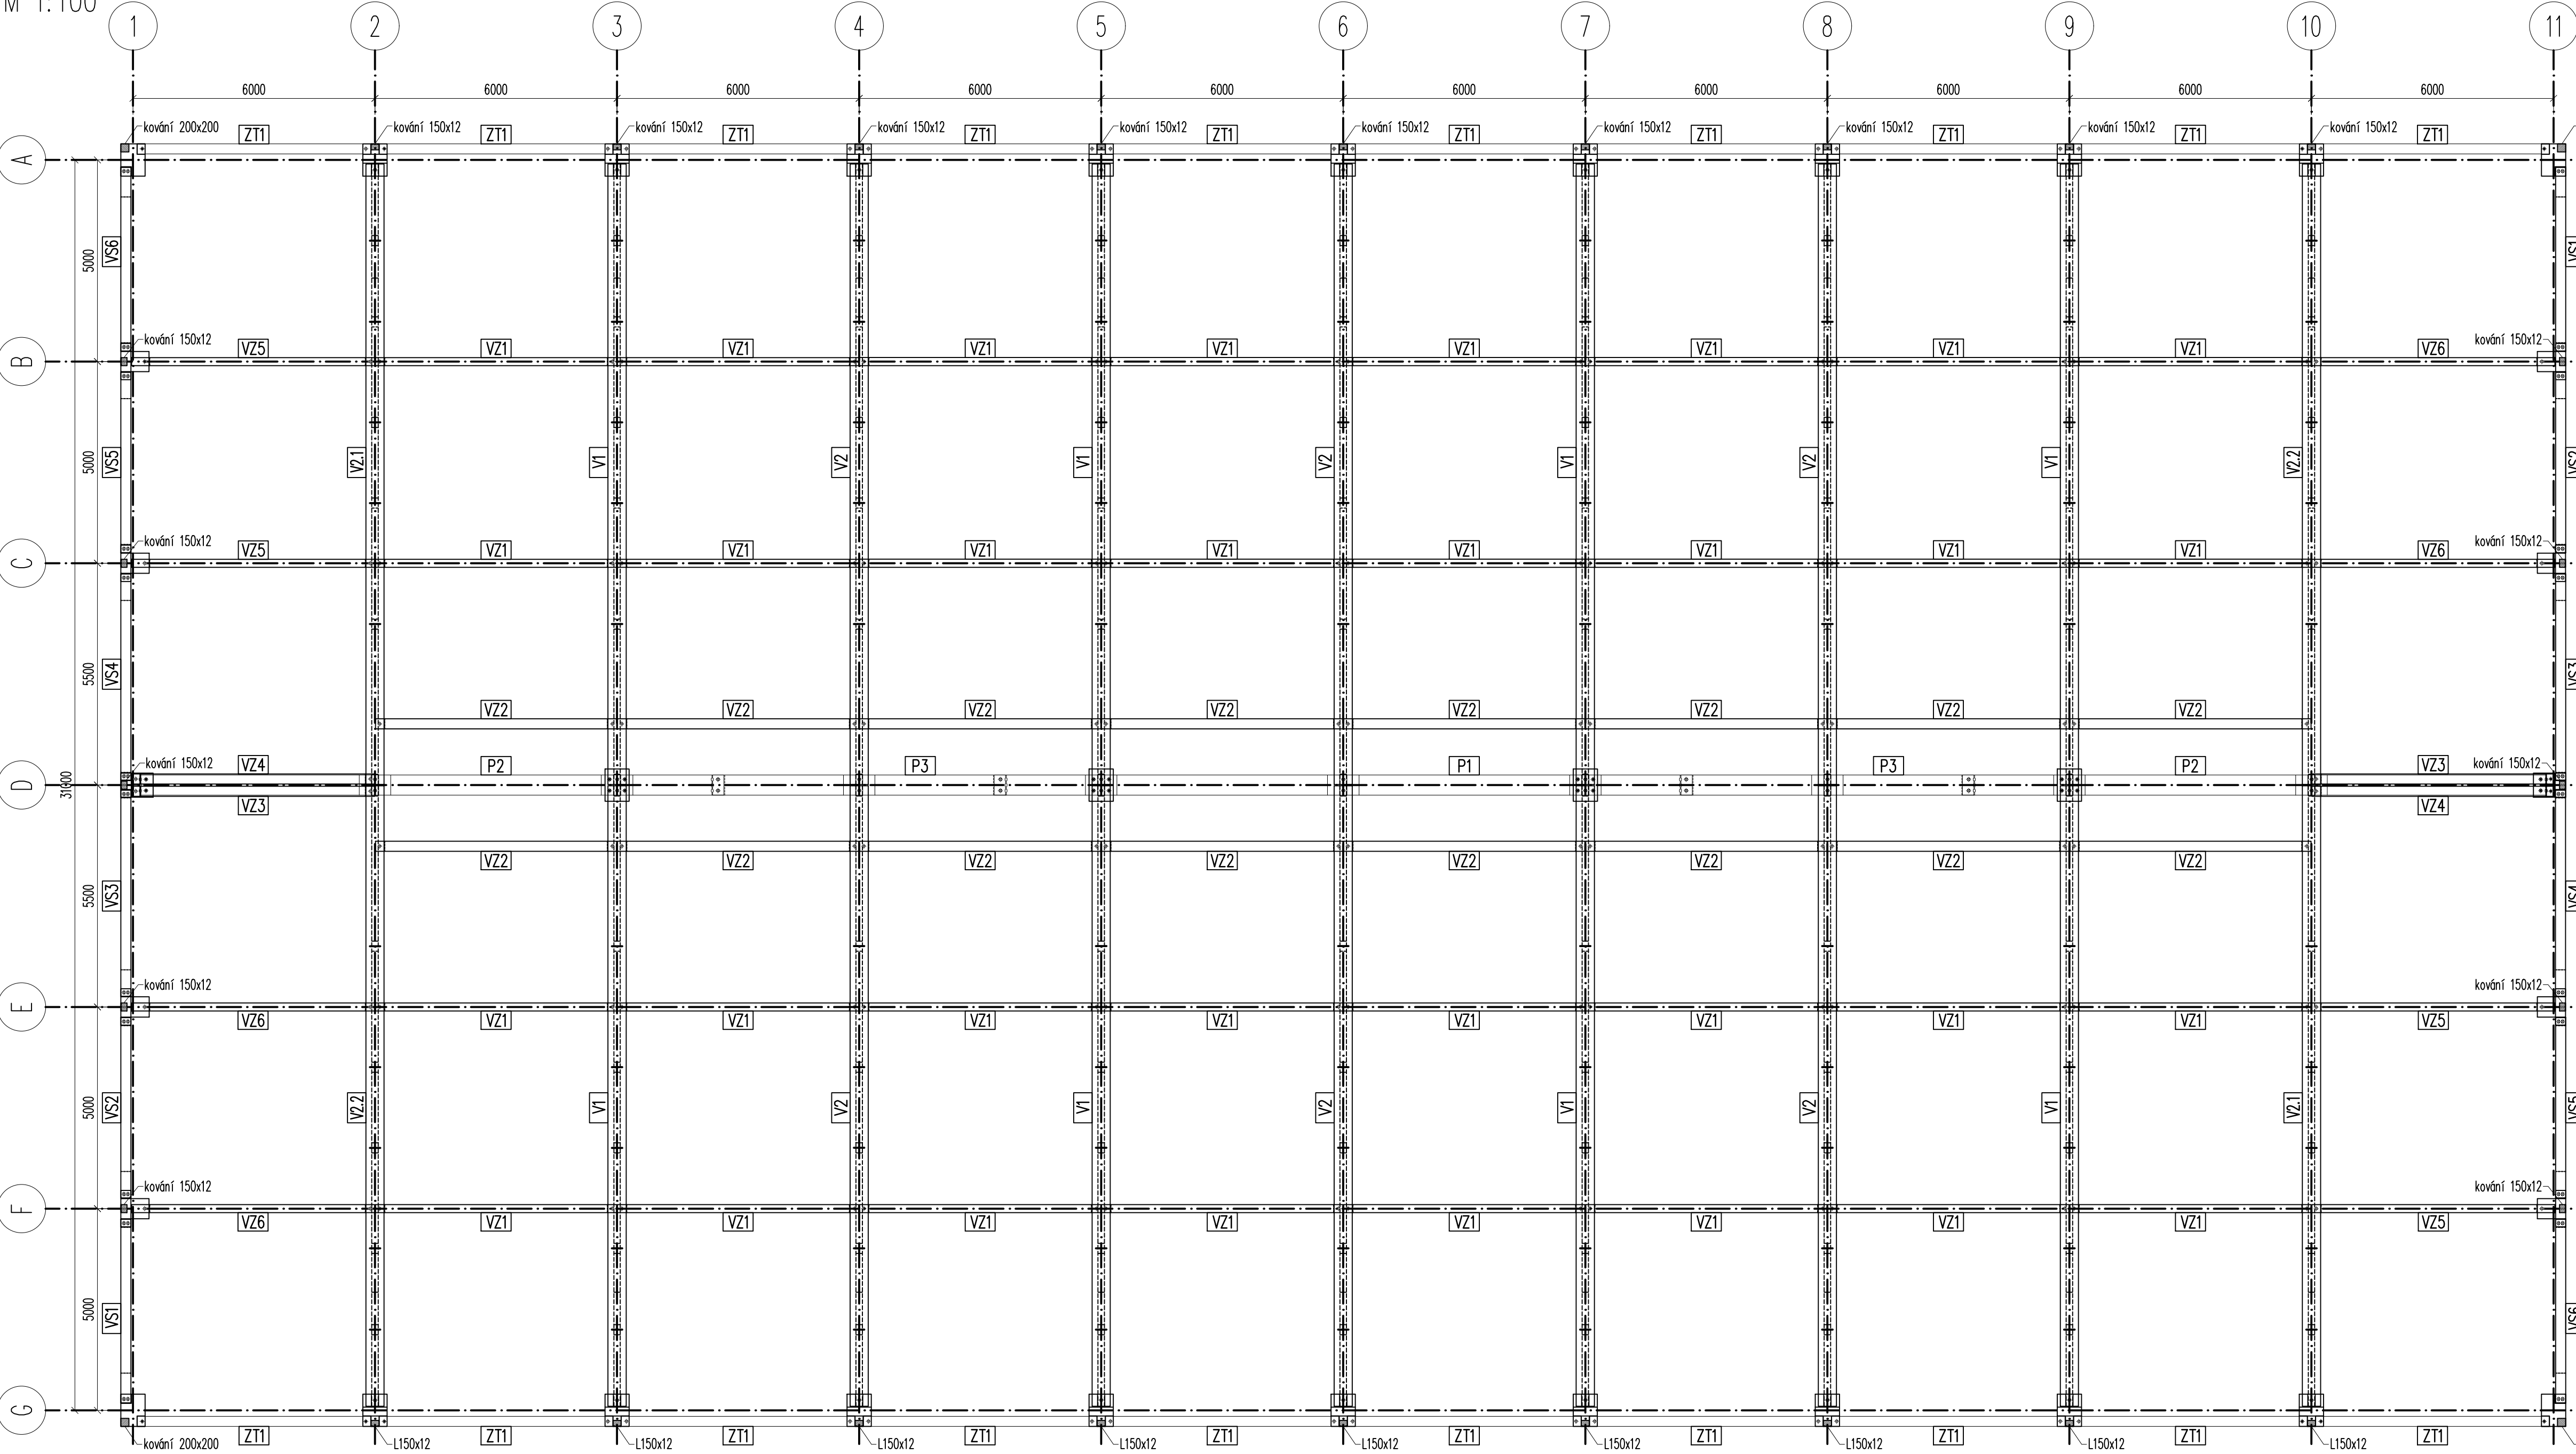 M 1:100
1 2 3 4 5 6 7 8 9 10 11
6000 6000 6000 6000 6000 6000 6000 6000 6000 6000
kování 200x200 kování 150x12 kování 150x12 kování 150x12 kování 150x12 kování 150x12 kování 150x12 kování 150x12 kování 150x12 kování 150x12
ZT1 ZT1 ZT1 ZT1 ZT1 ZT1 ZT1 ZT1 ZT1 ZT1
A
5000 VS6 VS1
kování 150x12 kování 150x12
B VZ5 VZ1 VZ1 VZ1 VZ1 VZ1 VZ1 VZ1 VZ1 VZ6
5000 VS5 V2.1 V1 V2 V1 V2 V1 V2 V1 V2.2 VS2
kování 150x12 kování 150x12
C VZ5 VZ1 VZ1 VZ1 VZ1 VZ1 VZ1 VZ1 VZ1 VZ6
5500 VS4 VS3
VZ2 VZ2 VZ2 VZ2 VZ2 VZ2 VZ2 VZ2
kování 150x12 VZ4 P2 P3 P1 P3 P2 VZ3 kování 150x12
D 31000
VZ3 VZ4
VZ2 VZ2 VZ2 VZ2 VZ2 VZ2 VZ2 VZ2
5500 VS3 VS4
kování 150x12 kování 150x12
E VZ6 VZ1 VZ1 VZ1 VZ1 VZ1 VZ1 VZ1 VZ1 VZ5
5000 VS2 V2.2 V1 V2 V1 V2 V1 V2 V1 V2.1 VS5
kování 150x12 kování 150x12
F VZ6 VZ1 VZ1 VZ1 VZ1 VZ1 VZ1 VZ1 VZ1 VZ5
5000 VS1 VS6
G
ZT1 ZT1 ZT1 ZT1 ZT1 ZT1 ZT1 ZT1 ZT1 ZT1
kování 200x200 L150x12 L150x12 L150x12 L150x12 L150x12 L150x12 L150x12 L150x12 L150x12